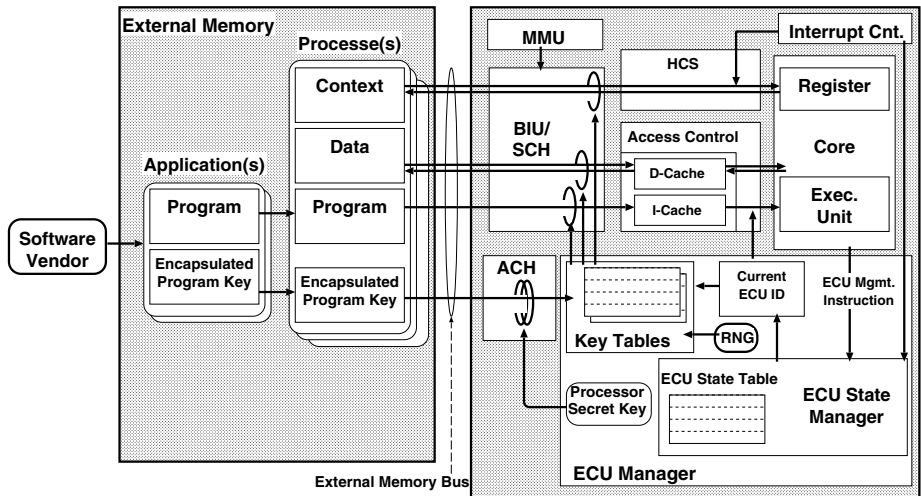 External Memory
Processe(s)
Context
Data
Program
Encapsulated
Program Key
Application(s)
Program
Encapsulated
Program Key
Software
Vendor
External Memory Bus
MMU
BIU/
SCH
HCS
Access Control
D-Cache
I-Cache
Interrupt Cnt.
Register
Core
Exec.
Unit
ACH
Key Tables
Current
ECU ID
ECU Mgmt.
Instruction
RNG
Processor
Secret Key
ECU State Table
ECU State
Manager
ECU Manager